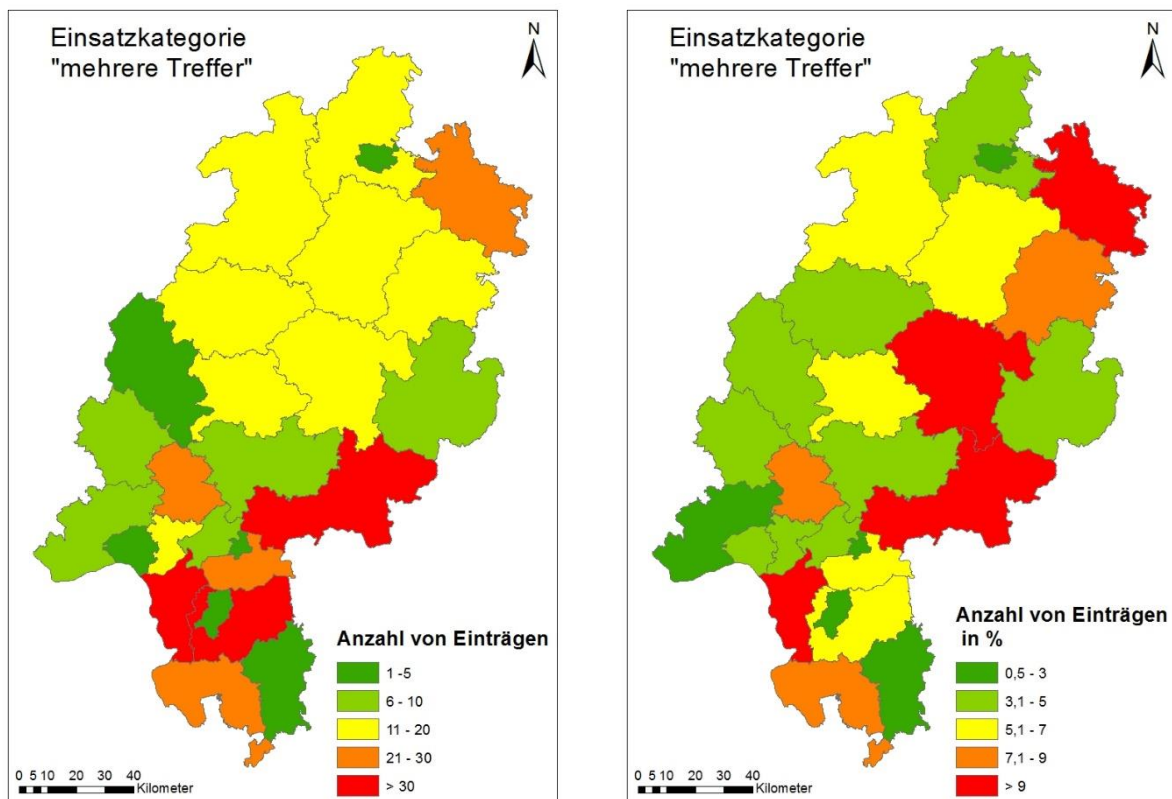 Einsatzkategorie
"mehrere Treffer"
N
Anzahl von Einträgen
1 - 5
6 - 10
11 - 20
21 - 30
> 30
0 5 10 20 30 40
Kilometer
Einsatzkategorie
"mehrere Treffer"
N
Anzahl von Einträgen
in %
0,5 - 3
3,1 - 5
5,1 - 7
7,1 - 9
> 9
0 5 10 20 30 40
Kilometer